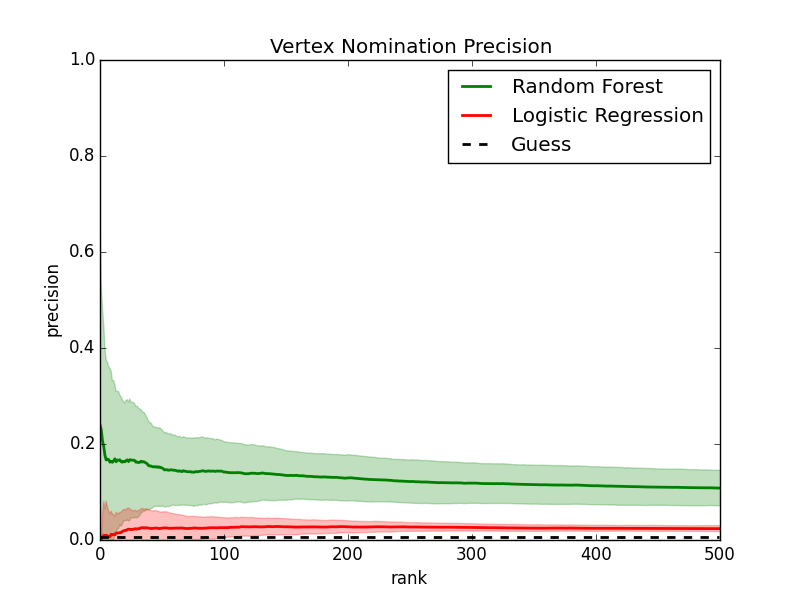 Vertex Nomination Precision
1.0
0.8
0.6
0.4
0.2
0.0
precision
Random Forest
Logistic Regression
Guess
0 100 200 300 400 500
rank